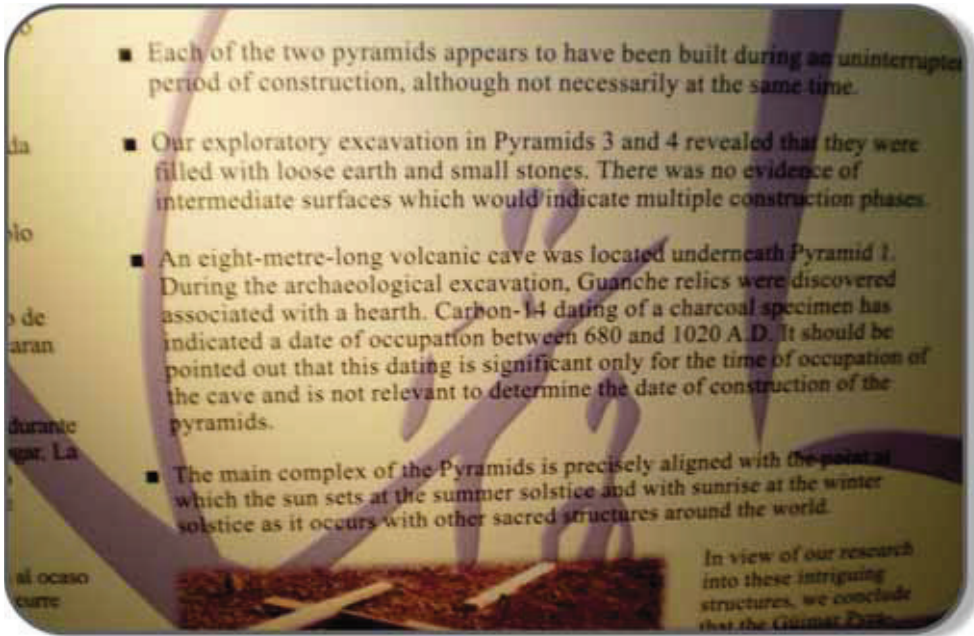 da
olo
o de
aran
durante
gar. La
al ocaso
curre
■ Each of the two pyramids appears to have been built during an uninterrupted
period of construction, although not necessarily at the same time.
■ Our exploratory excavation in Pyramids 3 and 4 revealed that they were
filled with loose earth and small stones. There was no evidence of
intermediate surfaces which would indicate multiple construction phases.
■ An eight-metre-long volcanic cave was located underneath Pyramid 1.
During the archaeological excavation, Guanche relics were discovered
associated with a hearth. Carbon-14 dating of a charcoal specimen has
indicated a date of occupation between 680 and 1020 A.D. It should be
pointed out that this dating is significant only for the time of occupation of
the cave and is not relevant to determine the date of construction of the
pyramids.
■ The main complex of the Pyramids is precisely aligned with the point at
which the sun sets at the summer solstice and with sunrise at the winter
solstice as it occurs with other sacred structures around the world.
In view of our research
into these intriguing
structures, we conclude
that the Güímar